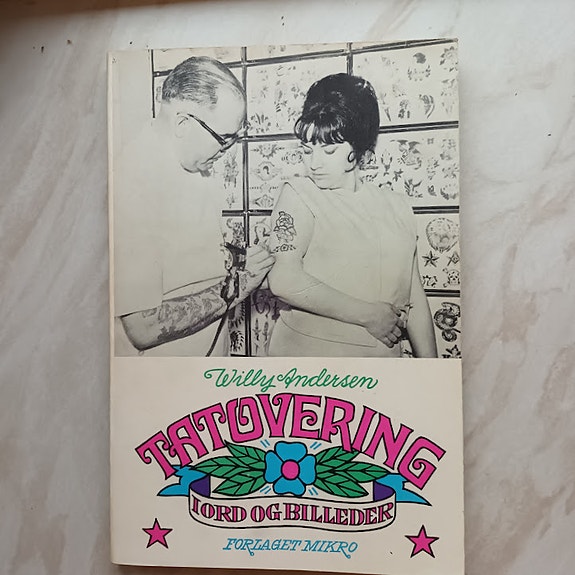 Willy Andersen
TATOVERING
I ORD OG BILLEDER
FORLAGET MIKRO